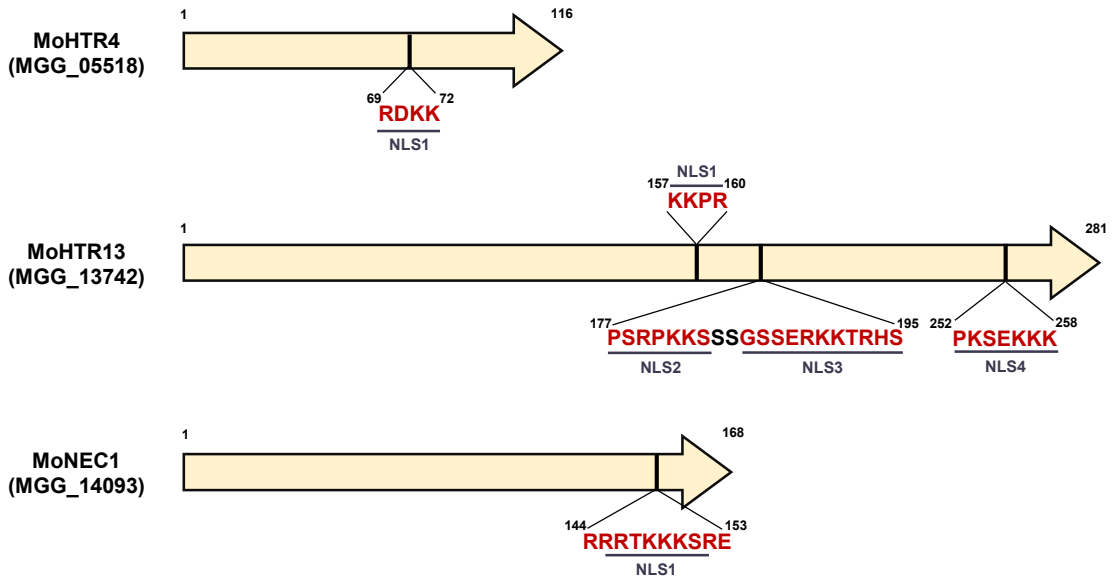 1
116
MoHTR4
(MGG_05518)
69
72
RDKK
NLS1
NLS1
157
160
KKPR
1
281
MoHTR13
(MGG_13742)
177
195
252
258
PSRPKKSSSGSSERKKTRHS
PKSEKKK
NLS2
NLS3
NLS4
1
168
MoNEC1
(MGG_14093)
144
153
RRRTKKKSRE
NLS1